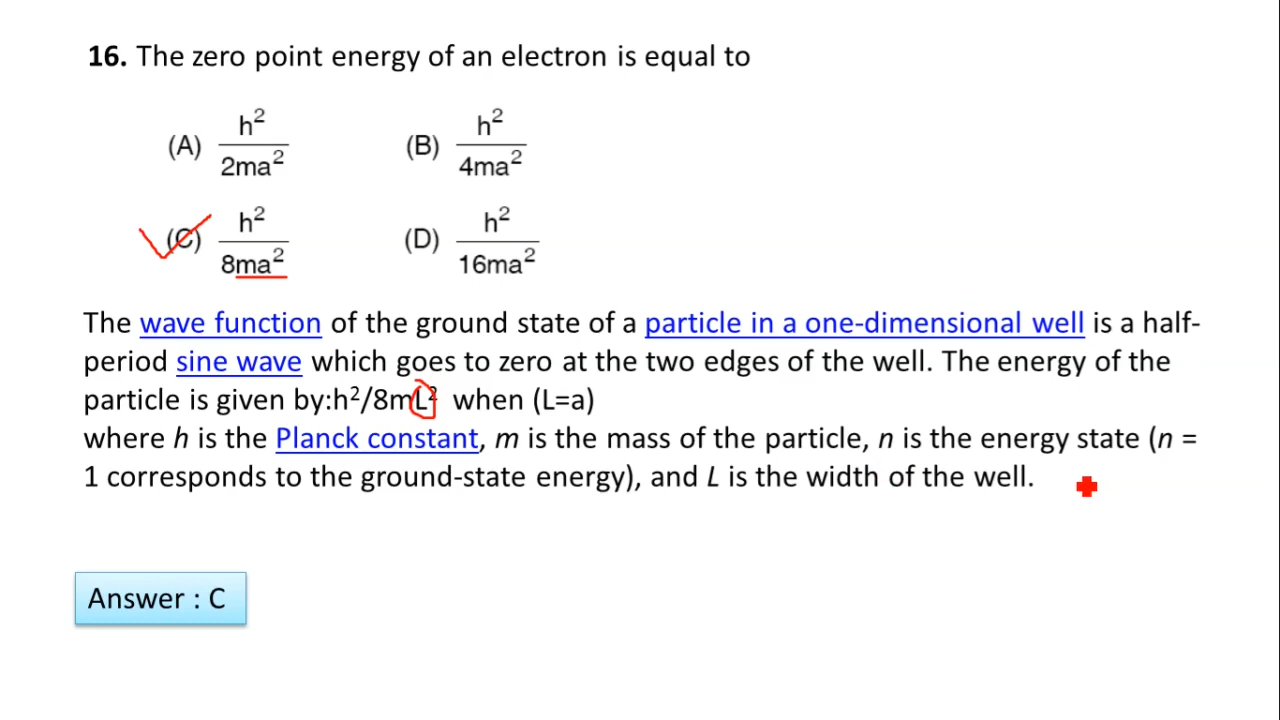 16. The zero point energy of an electron is equal to
(A) h²/2ma² (B) h²/4ma²
(C) h²/8ma² (D) h²/16ma²
The wave function of the ground state of a particle in a one-dimensional well is a half-
period sine wave which goes to zero at the two edges of the well. The energy of the
particle is given by:h²/8mL² when (L=a)
where h is the Planck constant, m is the mass of the particle, n is the energy state (n =
1 corresponds to the ground-state energy), and L is the width of the well.
Answer : C